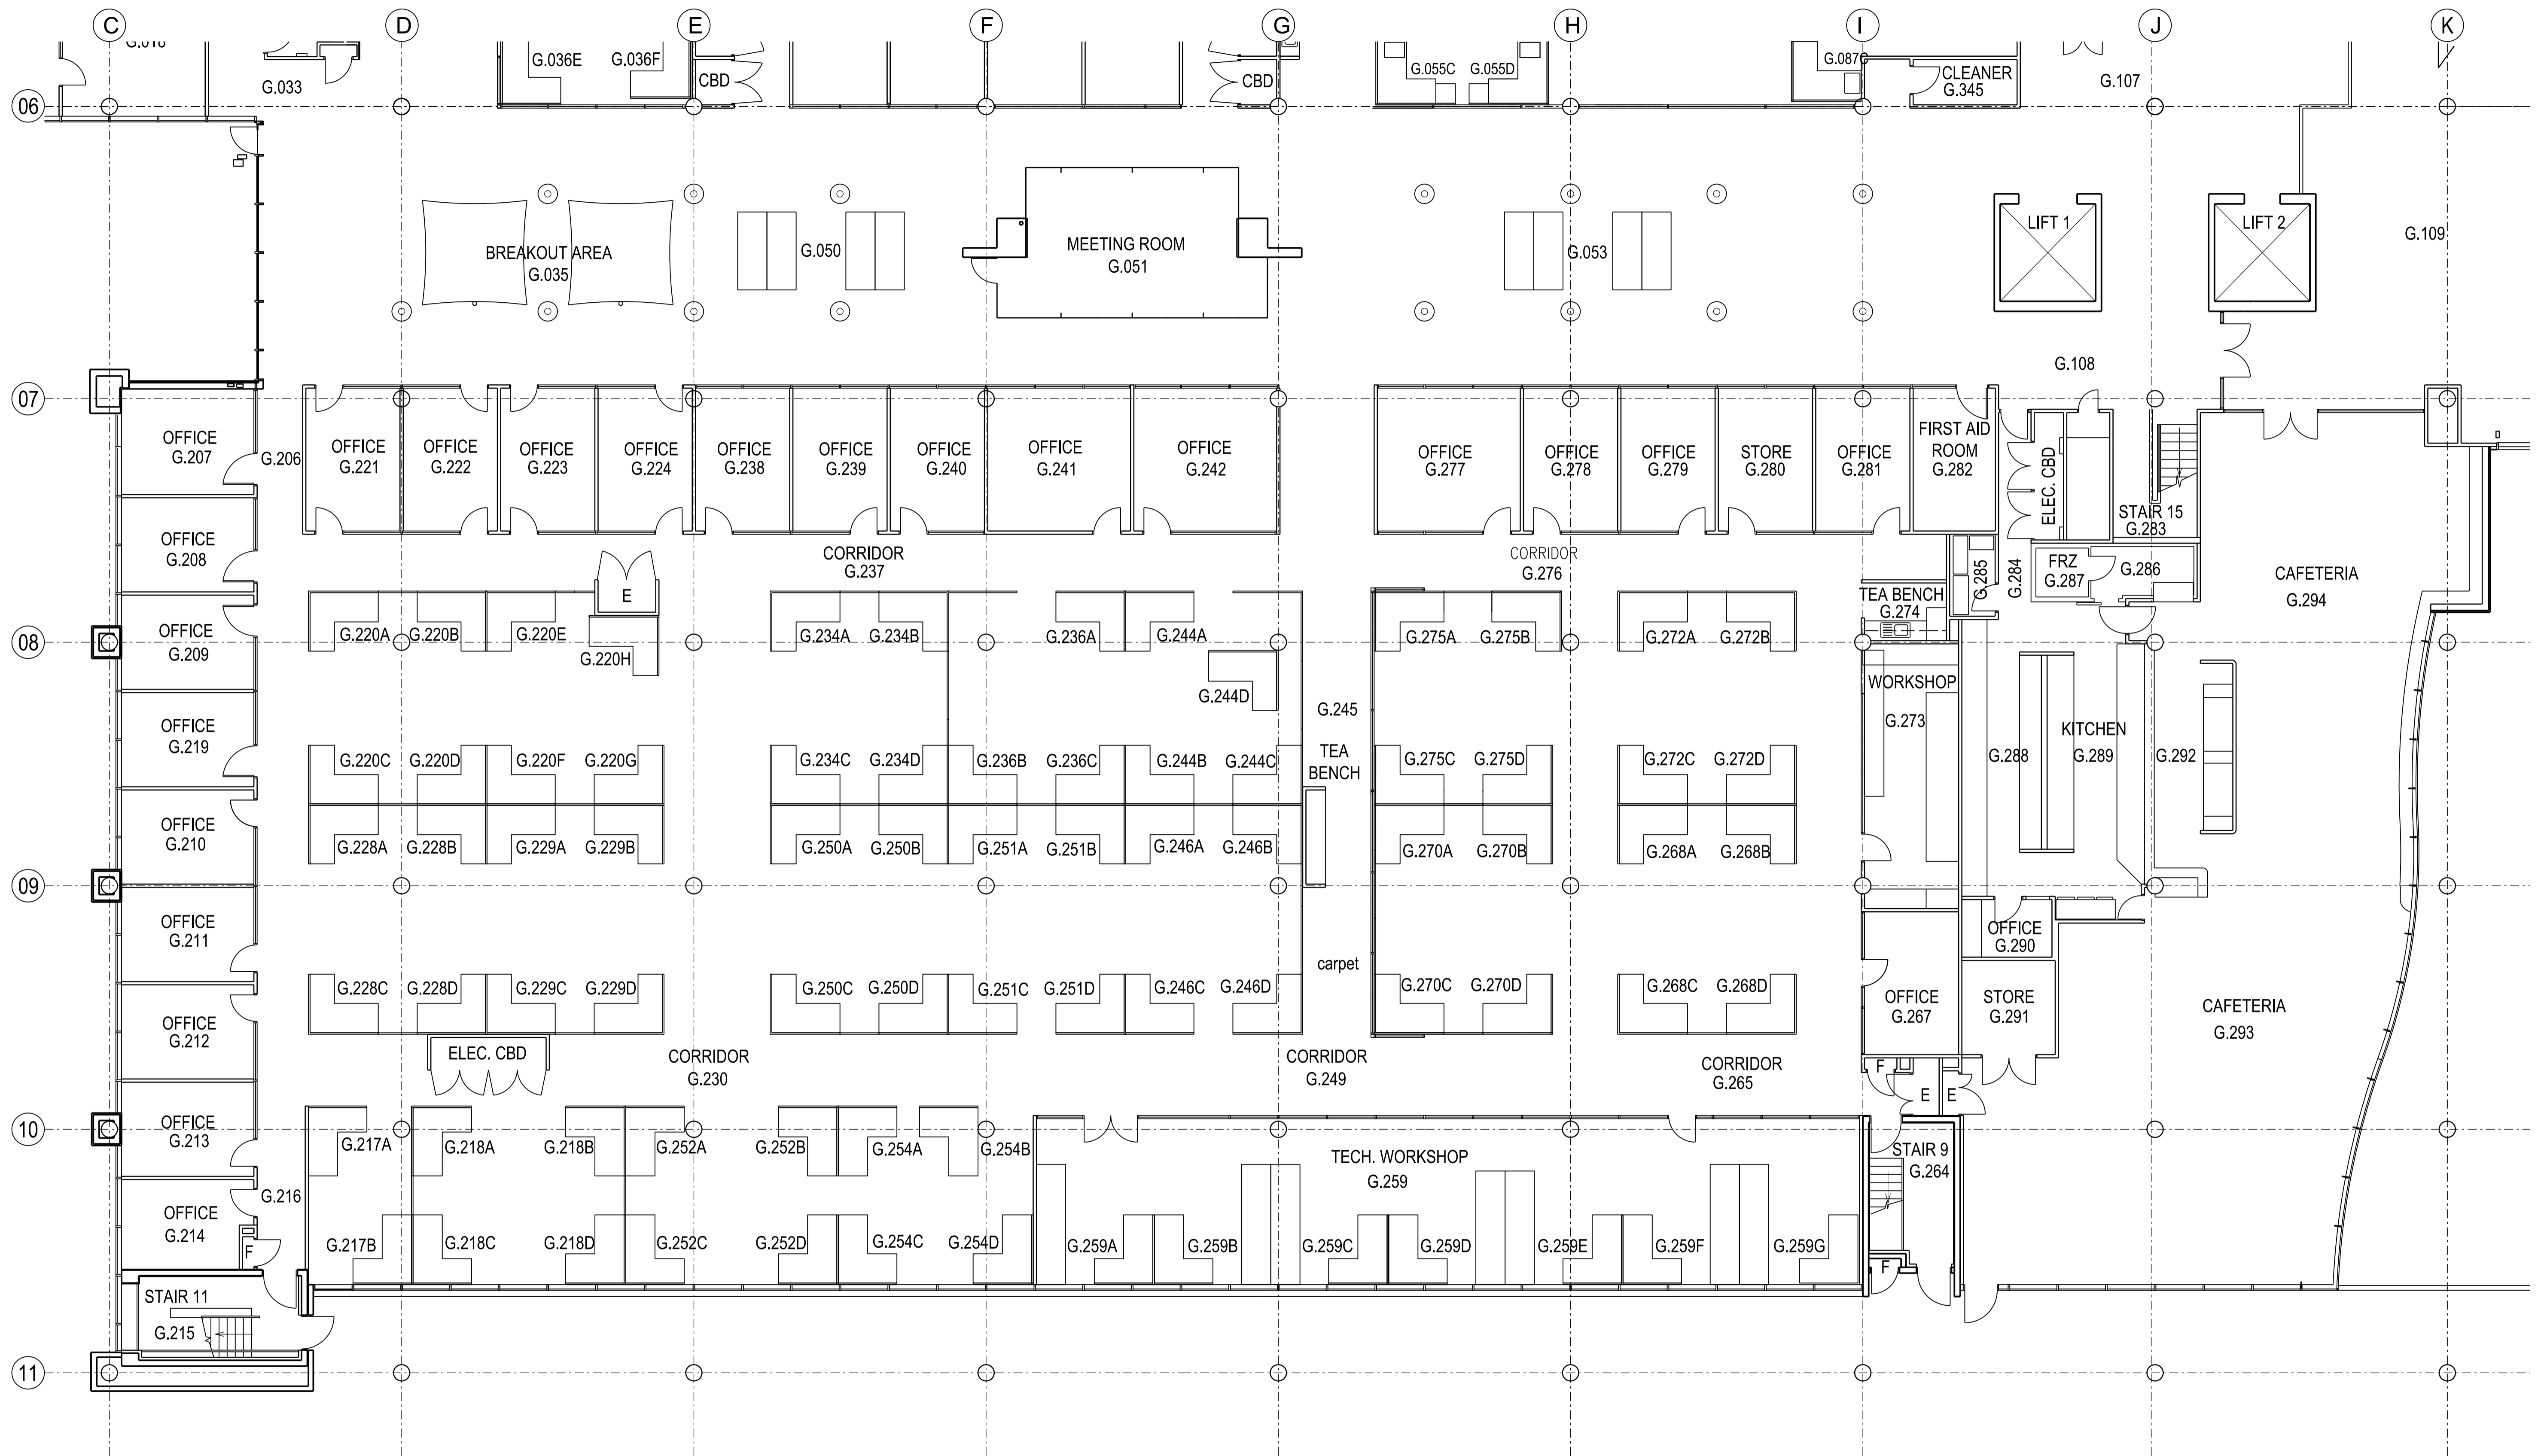 C
D
E
F
G
H
I
J
K
G.036E
G.036F
CBD
CBD
G.055C
G.055D
CLEANER
G.345
G.107
G.033
06
LIFT 1
LIFT 2
G.109
BREAKOUT AREA
G.035
G.050
MEETING ROOM
G.051
G.053
G.108
07
OFFICE
G.207
G.206
OFFICE
G.221
OFFICE
G.222
OFFICE
G.223
OFFICE
G.224
OFFICE
G.238
OFFICE
G.239
OFFICE
G.240
OFFICE
G.241
OFFICE
G.242
OFFICE
G.277
OFFICE
G.278
OFFICE
G.279
STORE
G.280
OFFICE
G.281
FIRST AID
ROOM
G.282
ELEC. CBD
STAIR 15
G.283
OFFICE
G.208
CORRIDOR
G.237
CORRIDOR
G.276
G.285
G.284
FRZ
G.287
G.286
CAFETERIA
G.294
E
TEA BENCH
G.274
OFFICE
G.209
08
G.220A
G.220B
G.220E
G.220H
G.234A
G.234B
G.236A
G.244A
G.244D
G.275A
G.275B
G.272A
G.272B
WORKSHOP
G.273
G.245
TEA
BENCH
OFFICE
G.219
G.288
KITCHEN
G.289
G.292
G.220C
G.220D
G.220F
G.220G
G.234C
G.234D
G.236B
G.236C
G.244B
G.244C
G.275C
G.275D
G.272C
G.272D
OFFICE
G.210
G.228A
G.228B
G.229A
G.229B
G.250A
G.250B
G.251A
G.251B
G.246A
G.246B
G.270A
G.270B
G.268A
G.268B
09
OFFICE
G.211
carpet
OFFICE
G.290
G.228C
G.228D
G.229C
G.229D
G.250C
G.250D
G.251C
G.251D
G.246C
G.246D
G.270C
G.270D
G.268C
G.268D
OFFICE
G.267
STORE
G.291
CAFETERIA
G.293
OFFICE
G.212
ELEC. CBD
CORRIDOR
G.230
CORRIDOR
G.249
CORRIDOR
G.265
F
E
E
10
OFFICE
G.213
G.217A
G.218A
G.218B
G.252A
G.252B
G.254A
G.254B
TECH. WORKSHOP
G.259
STAIR 9
G.264
G.216
OFFICE
G.214
F
G.217B
G.218C
G.218D
G.252C
G.252D
G.254C
G.254D
G.259A
G.259B
G.259C
G.259D
G.259E
G.259F
G.259G
F
STAIR 11
G.215
11